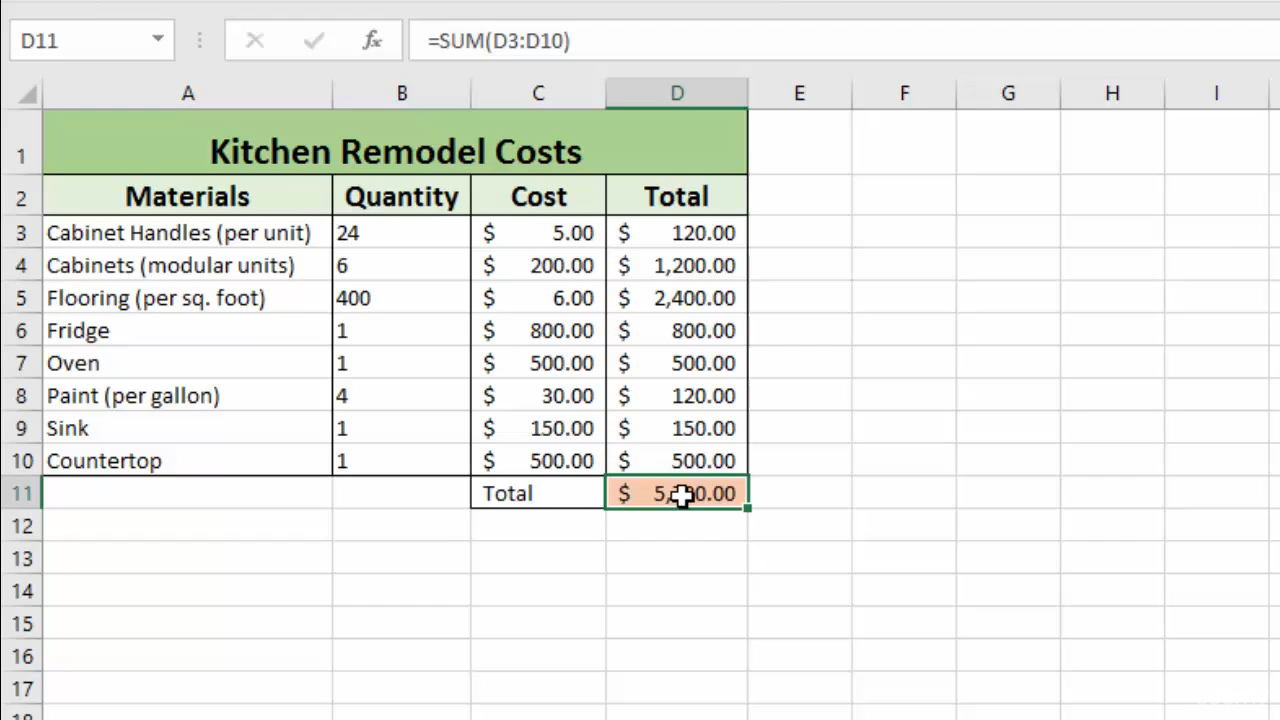 D11 fx =SUM(D3:D10)
A B C D E F G H I
1 Kitchen Remodel Costs
2 Materials Quantity Cost Total
3 Cabinet Handles (per unit) 24 $ 5.00 $ 120.00
4 Cabinets (modular units) 6 $ 200.00 $ 1,200.00
5 Flooring (per sq. foot) 400 $ 6.00 $ 2,400.00
6 Fridge 1 $ 800.00 $ 800.00
7 Oven 1 $ 500.00 $ 500.00
8 Paint (per gallon) 4 $ 30.00 $ 120.00
9 Sink 1 $ 150.00 $ 150.00
10 Countertop 1 $ 500.00 $ 500.00
11 Total $
12
13
14
15
16
17
18